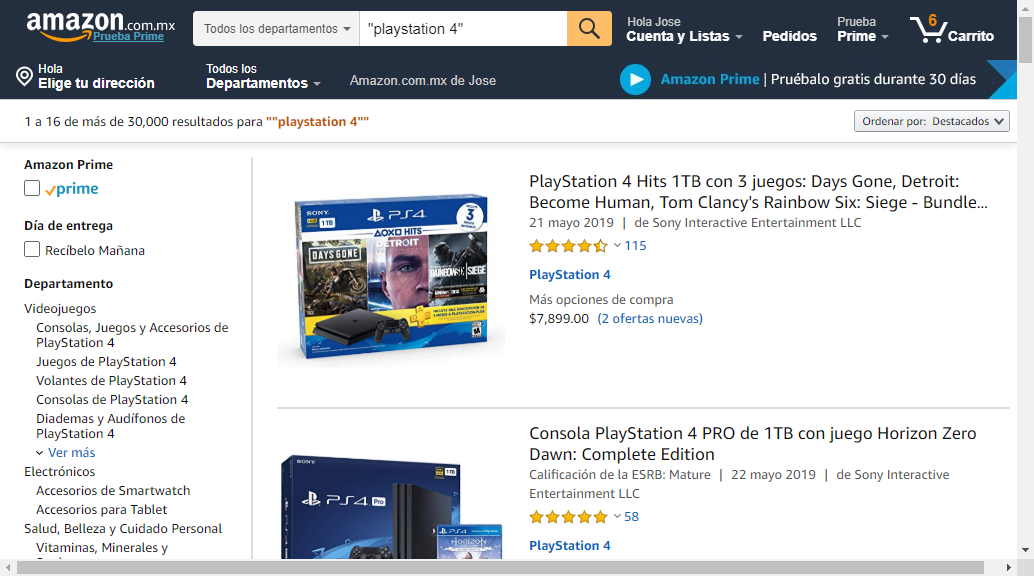 amazon.com.mx
Prueba Prime
Todos los departamentos
"playstation 4"
Hola Jose
Cuenta y Listas
Pedidos
Prueba
Prime
6
Carrito
Hola
Elige tu dirección
Todos los
Departamentos
Amazon.com.mx de Jose
Amazon Prime | Pruébalo gratis durante 30 días
1 a 16 de más de 30,000 resultados para ""playstation 4""
Ordenar por: Destacados
Amazon Prime
prime
Día de entrega
Recíbelo Mañana
Departamento
Videojuegos
Consolas, Juegos y Accesorios de
PlayStation 4
Juegos de PlayStation 4
Volantes de PlayStation 4
Consolas de PlayStation 4
Diademas y Audífonos de
PlayStation 4
Ver más
Electrónicos
Accesorios de Smartwatch
Accesorios para Tablet
Salud, Belleza y Cuidado Personal
Vitaminas, Minerales y
SONY
1TB
PS4
3
HITS
DAYS GONE
DETROIT
RAINBOW SIX SIEGE
PlayStation 4 Hits 1TB con 3 juegos: Days Gone, Detroit:
Become Human, Tom Clancy's Rainbow Six: Siege - Bundle...
21 mayo 2019 | de Sony Interactive Entertainment LLC
115
PlayStation 4
Más opciones de compra
$7,899.00 (2 ofertas nuevas)
SONY
1TB
PS4 Pro
PS4
HORIZON
Consola PlayStation 4 PRO de 1TB con juego Horizon Zero
Dawn: Complete Edition
Calificación de la ESRB: Mature | 22 mayo 2019 | de Sony Interactive
Entertainment LLC
58
PlayStation 4